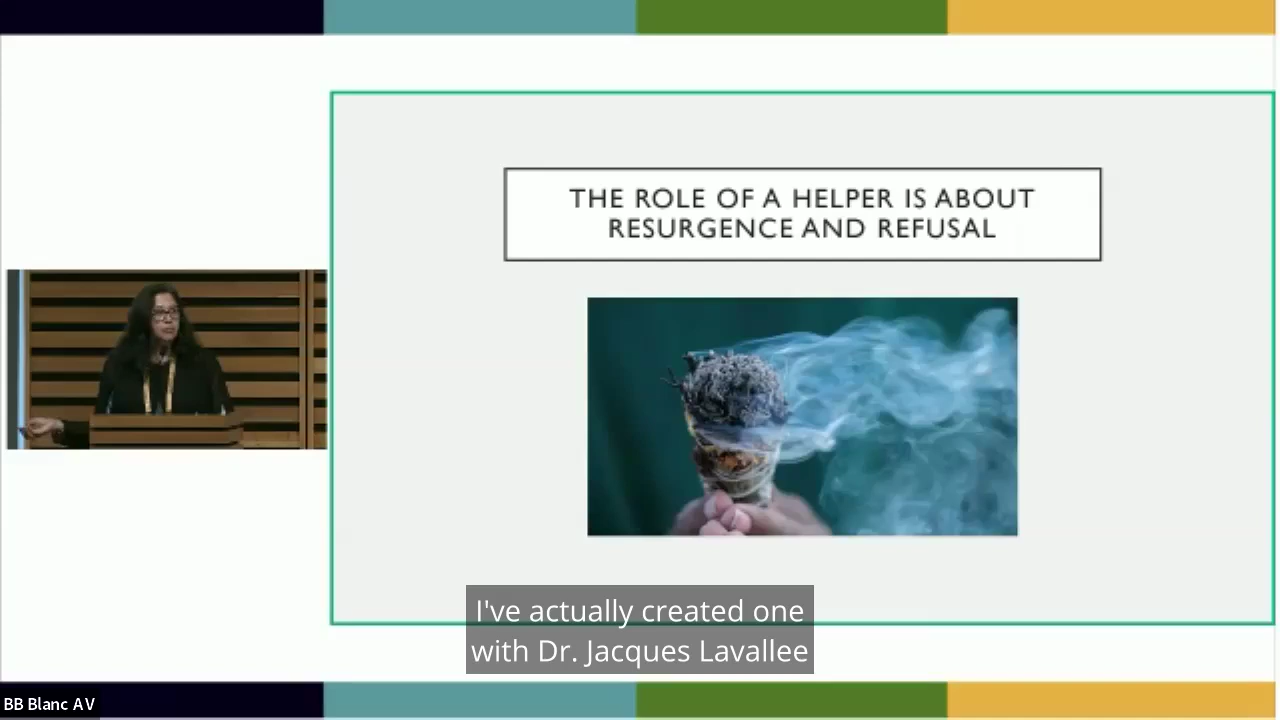 THE ROLE OF A HELPER IS ABOUT
RESURGENCE AND REFUSAL
I've actually created one
with Dr. Jacques Lavallee
BB Blanc AV